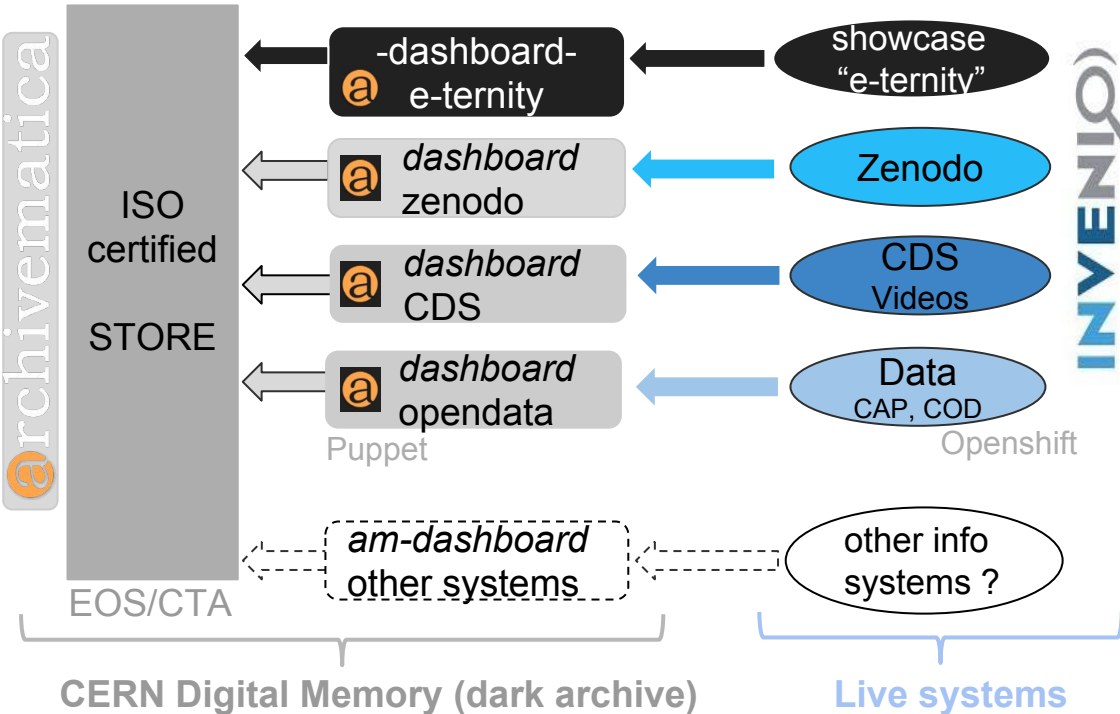 archivematica
ISO
certified
STORE
EOS/CTA
-dashboard-
e-ternity
showcase
“e-ternity”
a
dashboard
zenodo
a
Zenodo
dashboard
CDS
a
CDS
Videos
dashboard
opendata
a
Data
CAP, COD
a
Puppet
Openshift
INVENIO
am-dashboard
other systems
other info
systems ?
CERN Digital Memory (dark archive)
Live systems